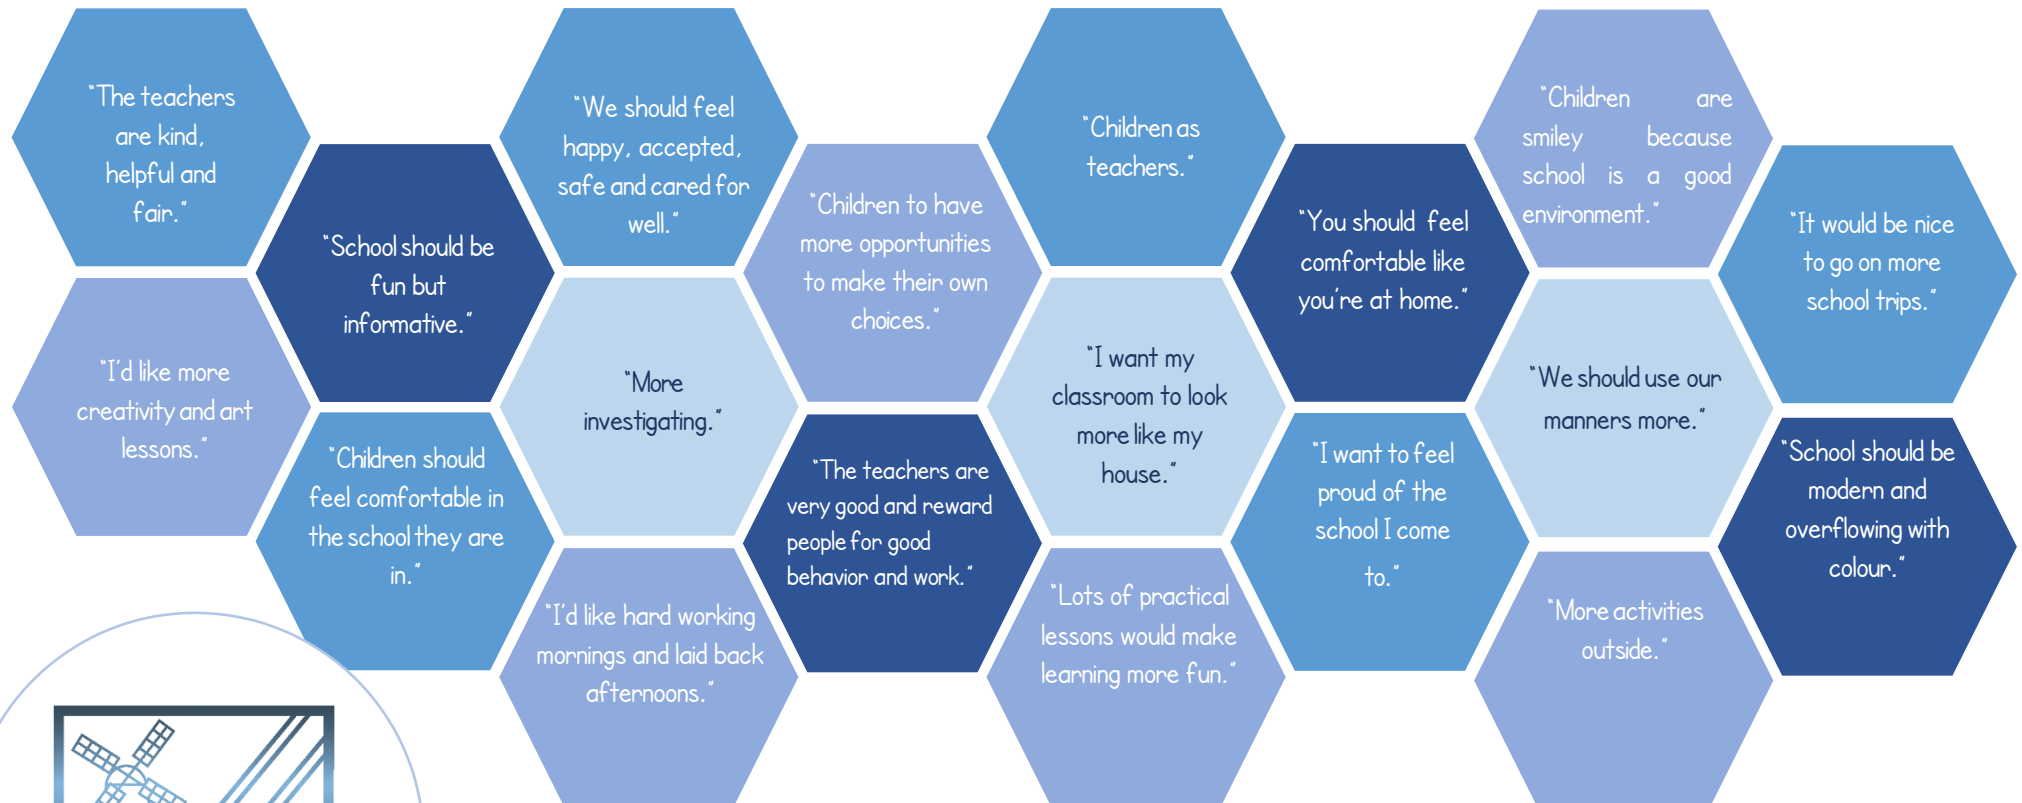 "The teachers
are kind,
helpful and
fair."
"I'd like more
creativity and art
lessons."
"School should be
fun but
informative."
"Children should
feel comfortable in
the school they are
in."
"We should feel
happy, accepted,
safe and cared for
well."
"More
investigating."
"I'd like hard working
mornings and laid back
afternoons."
"Children to have
more opportunities
to make their own
choices."
"The teachers are
very good and reward
people for good
behavior and work."
"Children as
teachers."
"I want my
classroom to look
more like my
house."
"Lots of practical
lessons would make
learning more fun."
"You should feel
comfortable like
you're at home."
"I want to feel
proud of the
school I come
to."
"Children are
smiley because
school is a good
environment."
"We should use our
manners more."
"More activities
outside."
"It would be nice
to go on more
school trips."
"School should be
modern and
overflowing with
colour."